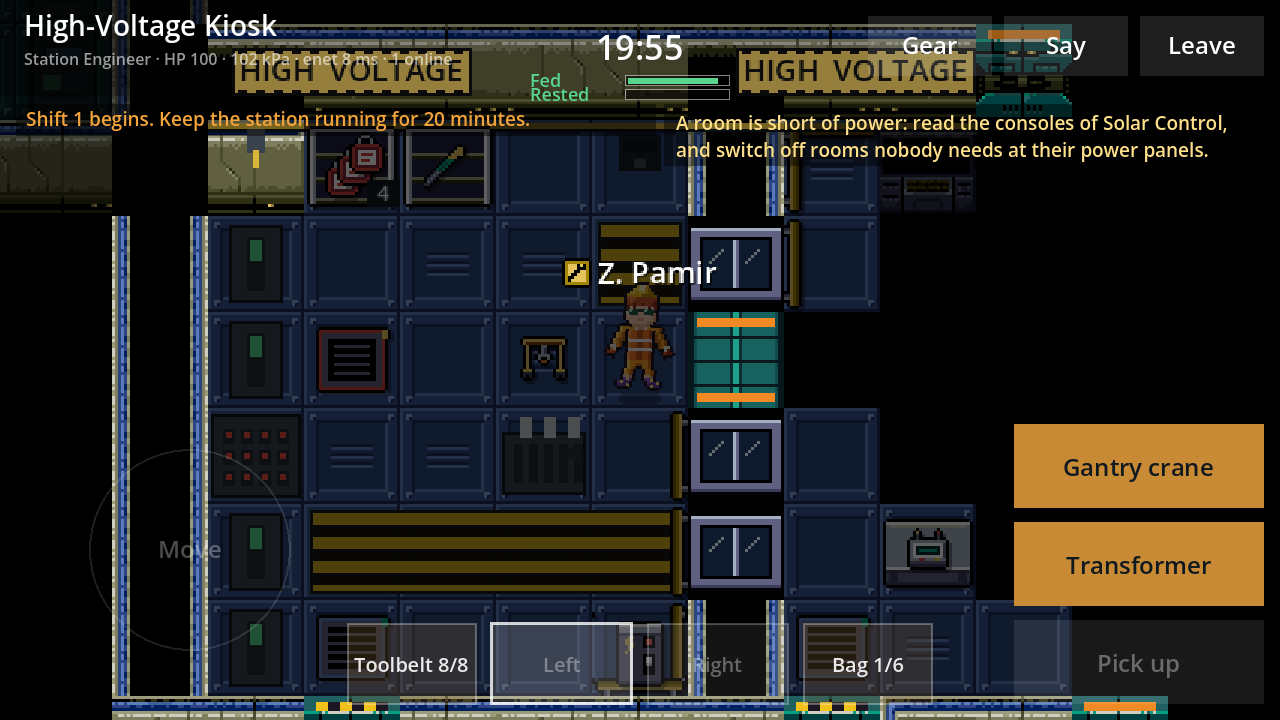 High-Voltage Kiosk
Station Engineer · HP 100 · 102 kPa · enet 8 ms · 1 online
HIGH VOLTAGE
HIGH VOLTAGE
19:55
Fed
Rested
Gear
Say
Leave
Shift 1 begins. Keep the station running for 20 minutes.
A room is short of power: read the consoles of Solar Control,
and switch off rooms nobody needs at their power panels.
4
Z. Pamir
Move
Gantry crane
Transformer
Toolbelt 8/8
Left
Right
Bag 1/6
Pick up